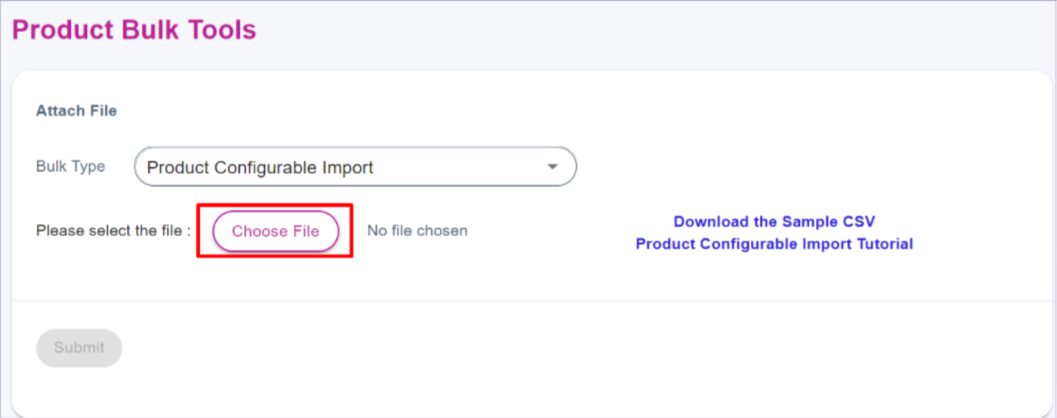 Product Bulk Tools
Attach File
Bulk Type
Product Configurable Import
Please select the file :
Choose File
No file chosen
Download the Sample CSV
Product Configurable Import Tutorial
Submit